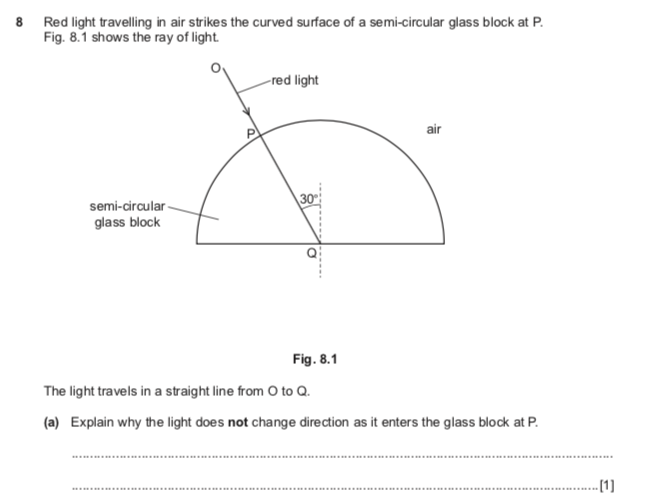 8 Red light travelling in air strikes the curved surface of a semi-circular glass block at P.
Fig. 8.1 shows the ray of light.
O
red light
P
air
30°
semi-circular
glass block
Q
Fig. 8.1
The light travels in a straight line from O to Q.
(a) Explain why the light does not change direction as it enters the glass block at P.
[1]